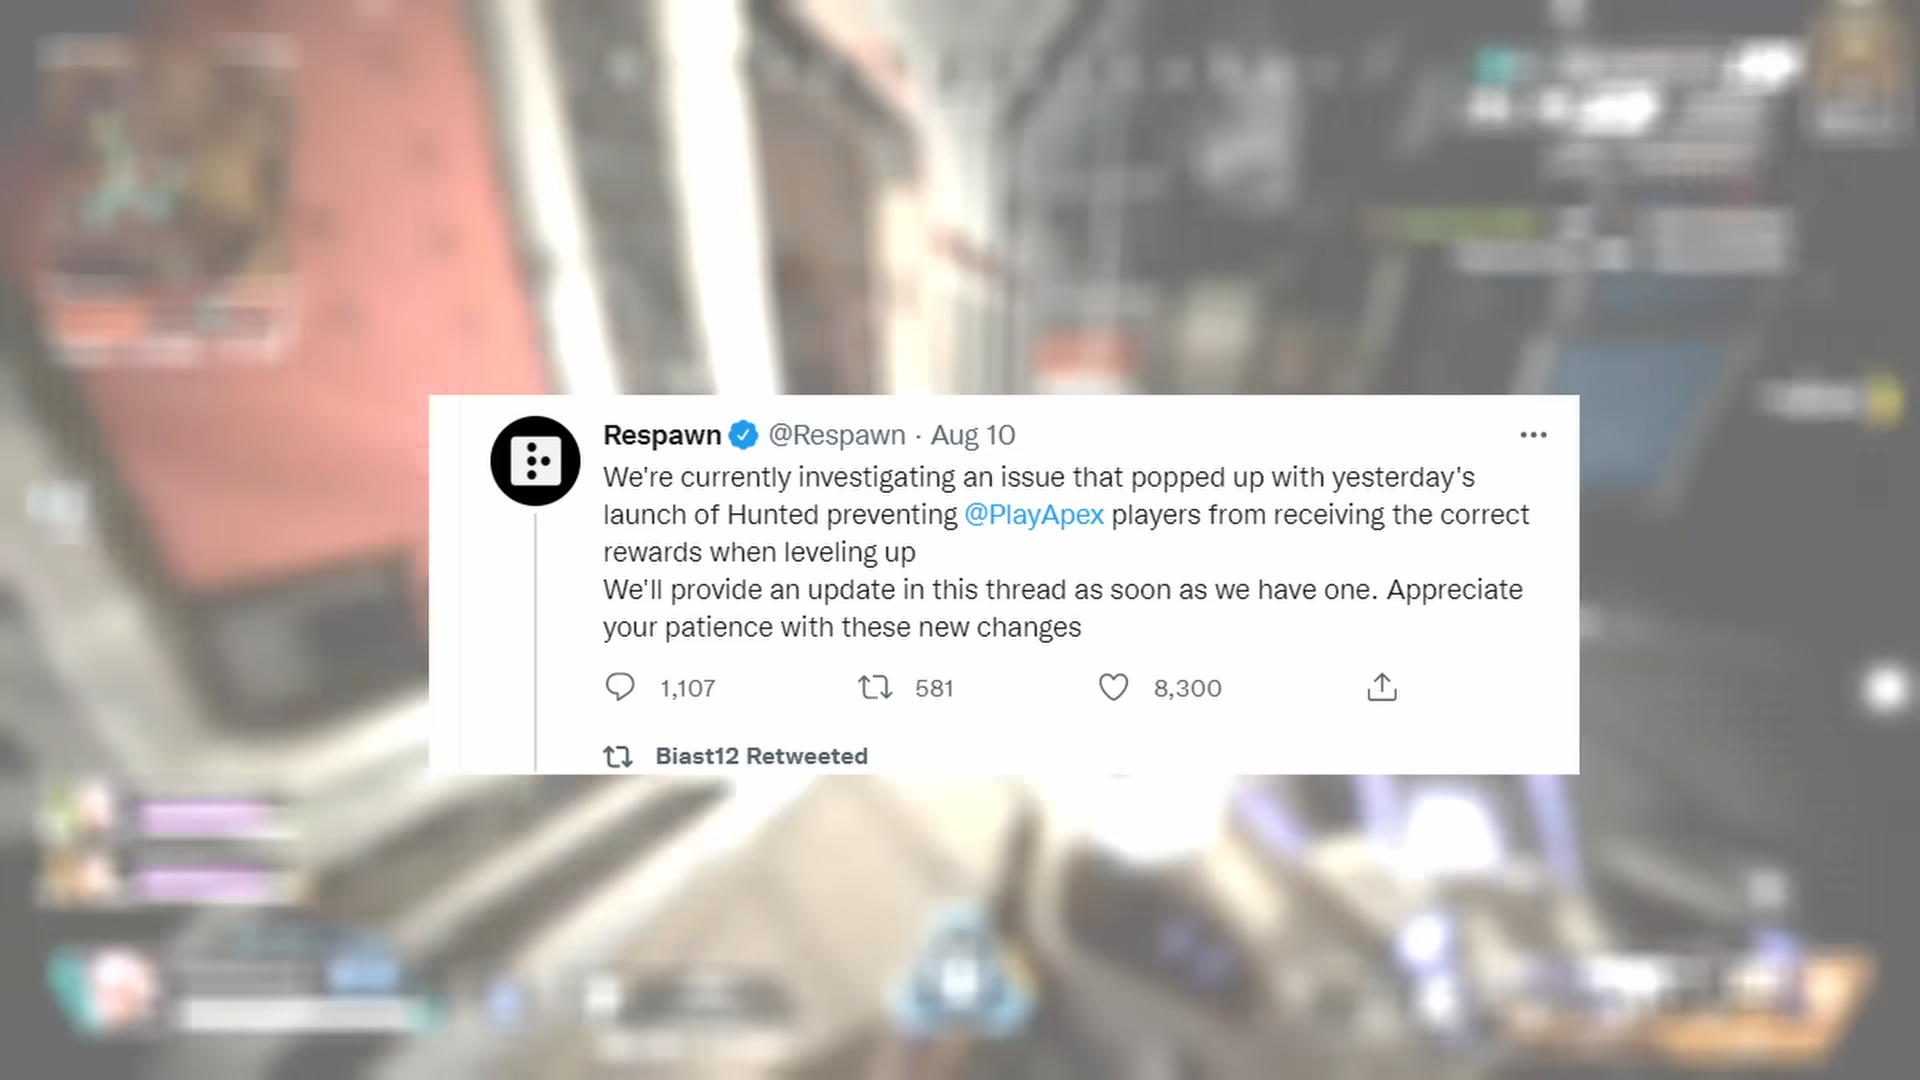 Respawn @Respawn · Aug 10
We're currently investigating an issue that popped up with yesterday's
launch of Hunted preventing @PlayApex players from receiving the correct
rewards when leveling up
We'll provide an update in this thread as soon as we have one. Appreciate
your patience with these new changes
1,107 581 8,300
Biast12 Retweeted